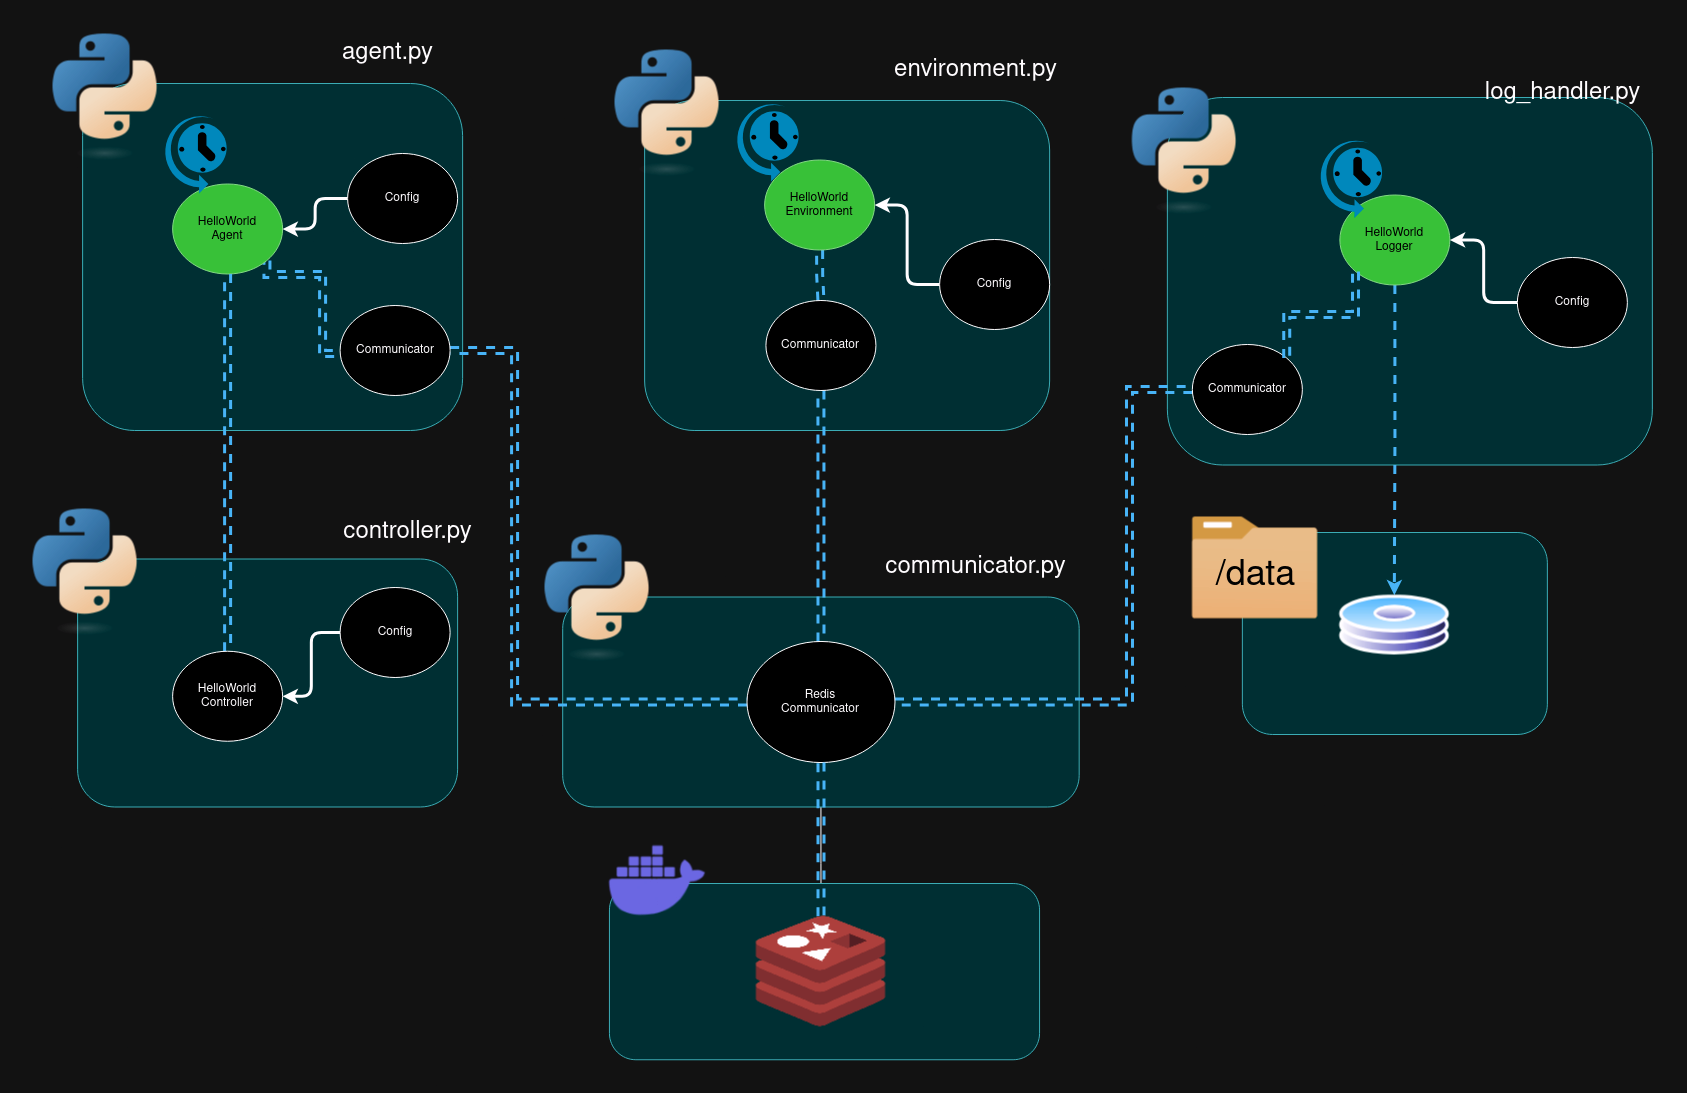 agent.py
HelloWorld
Agent
Config
Communicator
environment.py
HelloWorld
Environment
Config
Communicator
log_handler.py
HelloWorld
Logger
Config
Communicator
controller.py
Config
HelloWorld
Controller
communicator.py
Redis
Communicator
/data